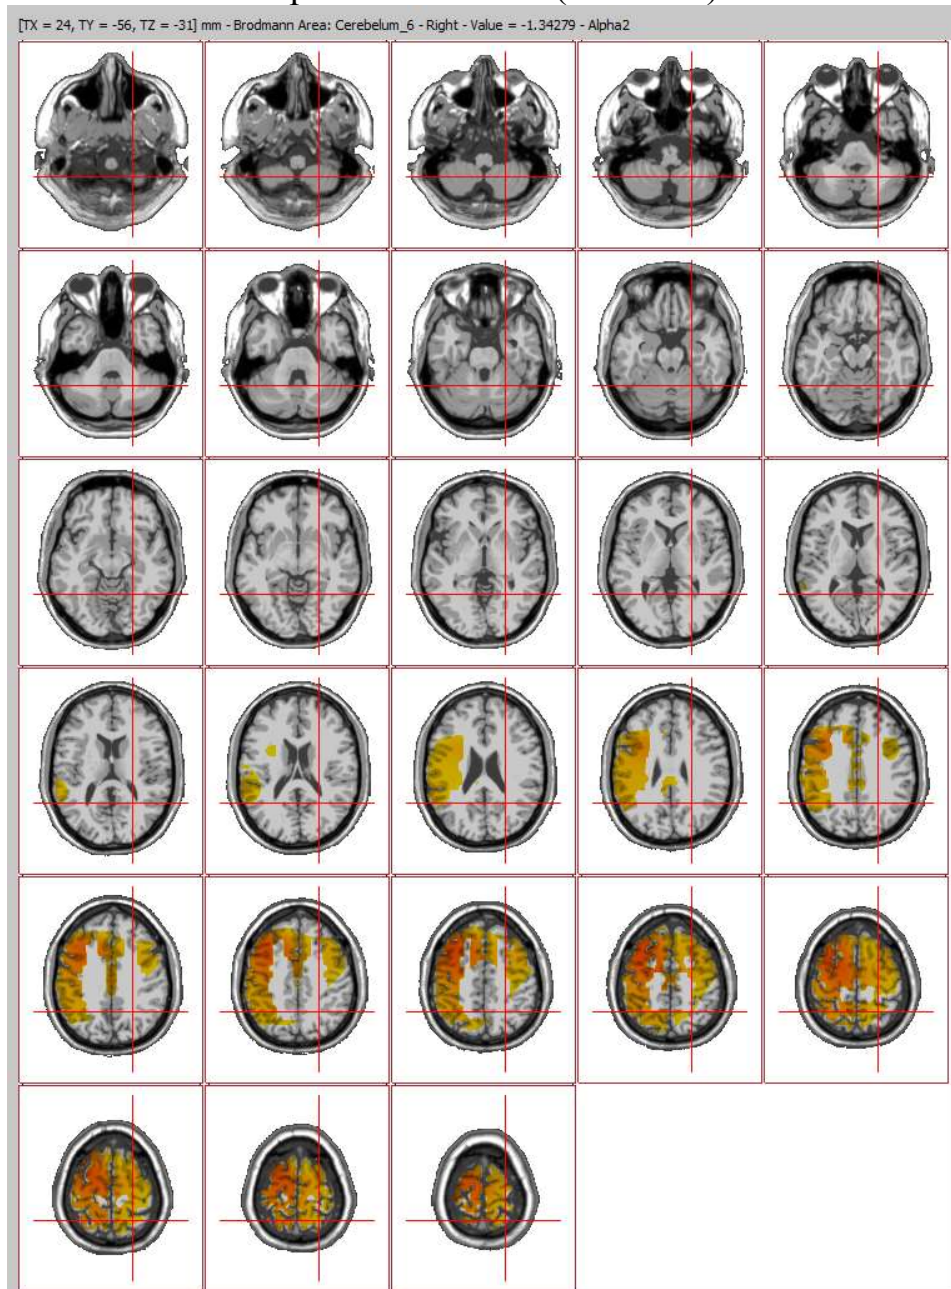 [TX = 24, TY = -56, TZ = -31] mm - Brodmann Area: Cerebelum_6 - Right - Value = -1.34279 - Alpha2